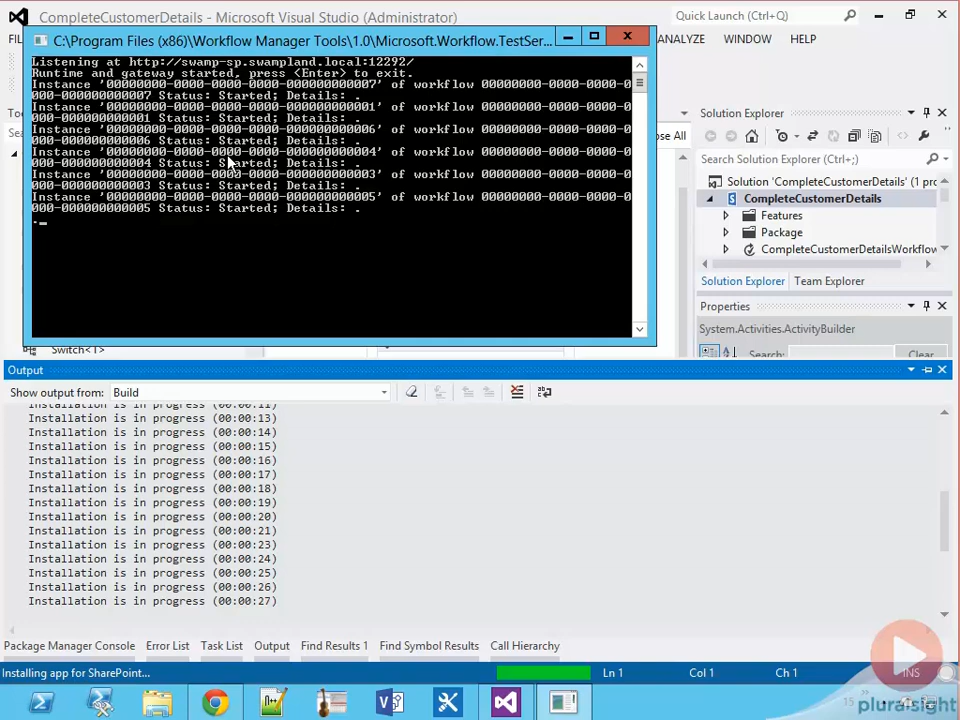 CompleteCustomerDetails - Microsoft Visual Studio (Administrator)
Quick Launch (Ctrl+Q)
C:\Program Files (x86)\Workflow Manager Tools\1.0\Microsoft.Workflow.TestSer...
ANALYZE WINDOW HELP
Listening at http://swamp-sp.swampland.local:12292/
Runtime and gateway started, press <Enter> to exit.
Instance '00000000-0000-0000-0000-000000000007' of workflow 00000000-0000-0000-0
000-000000000007 Status: Started; Details: .
Instance '00000000-0000-0000-0000-000000000001' of workflow 00000000-0000-0000-0
000-000000000001 Status: Started; Details: .
Instance '00000000-0000-0000-0000-000000000006' of workflow 00000000-0000-0000-0
000-000000000006 Status: Started; Details: .
Instance '00000000-0000-0000-0000-000000000004' of workflow 00000000-0000-0000-0
000-000000000004 Status: Started; Details: .
Instance '00000000-0000-0000-0000-000000000003' of workflow 00000000-0000-0000-0
000-000000000003 Status: Started; Details: .
Instance '00000000-0000-0000-0000-000000000005' of workflow 00000000-0000-0000-0
000-000000000005 Status: Started; Details: .
Solution Explorer
Search Solution Explorer (Ctrl+;)
Solution 'CompleteCustomerDetails' (1 pro
CompleteCustomerDetails
Features
Package
CompleteCustomerDetailsWorkflow
Solution Explorer Team Explorer
Properties
System.Activities.ActivityBuilder
Search: Clear
Switch<T>
Output
Show output from: Build
Installation is in progress (00:00:11)
Installation is in progress (00:00:13)
Installation is in progress (00:00:14)
Installation is in progress (00:00:15)
Installation is in progress (00:00:16)
Installation is in progress (00:00:17)
Installation is in progress (00:00:18)
Installation is in progress (00:00:19)
Installation is in progress (00:00:20)
Installation is in progress (00:00:21)
Installation is in progress (00:00:23)
Installation is in progress (00:00:24)
Installation is in progress (00:00:25)
Installation is in progress (00:00:26)
Installation is in progress (00:00:27)
Package Manager Console Error List Task List Output Find Results 1 Find Symbol Results Call Hierarchy
Installing app for SharePoint... Ln 1 Col 1 Ch 1 INS
pluralsight